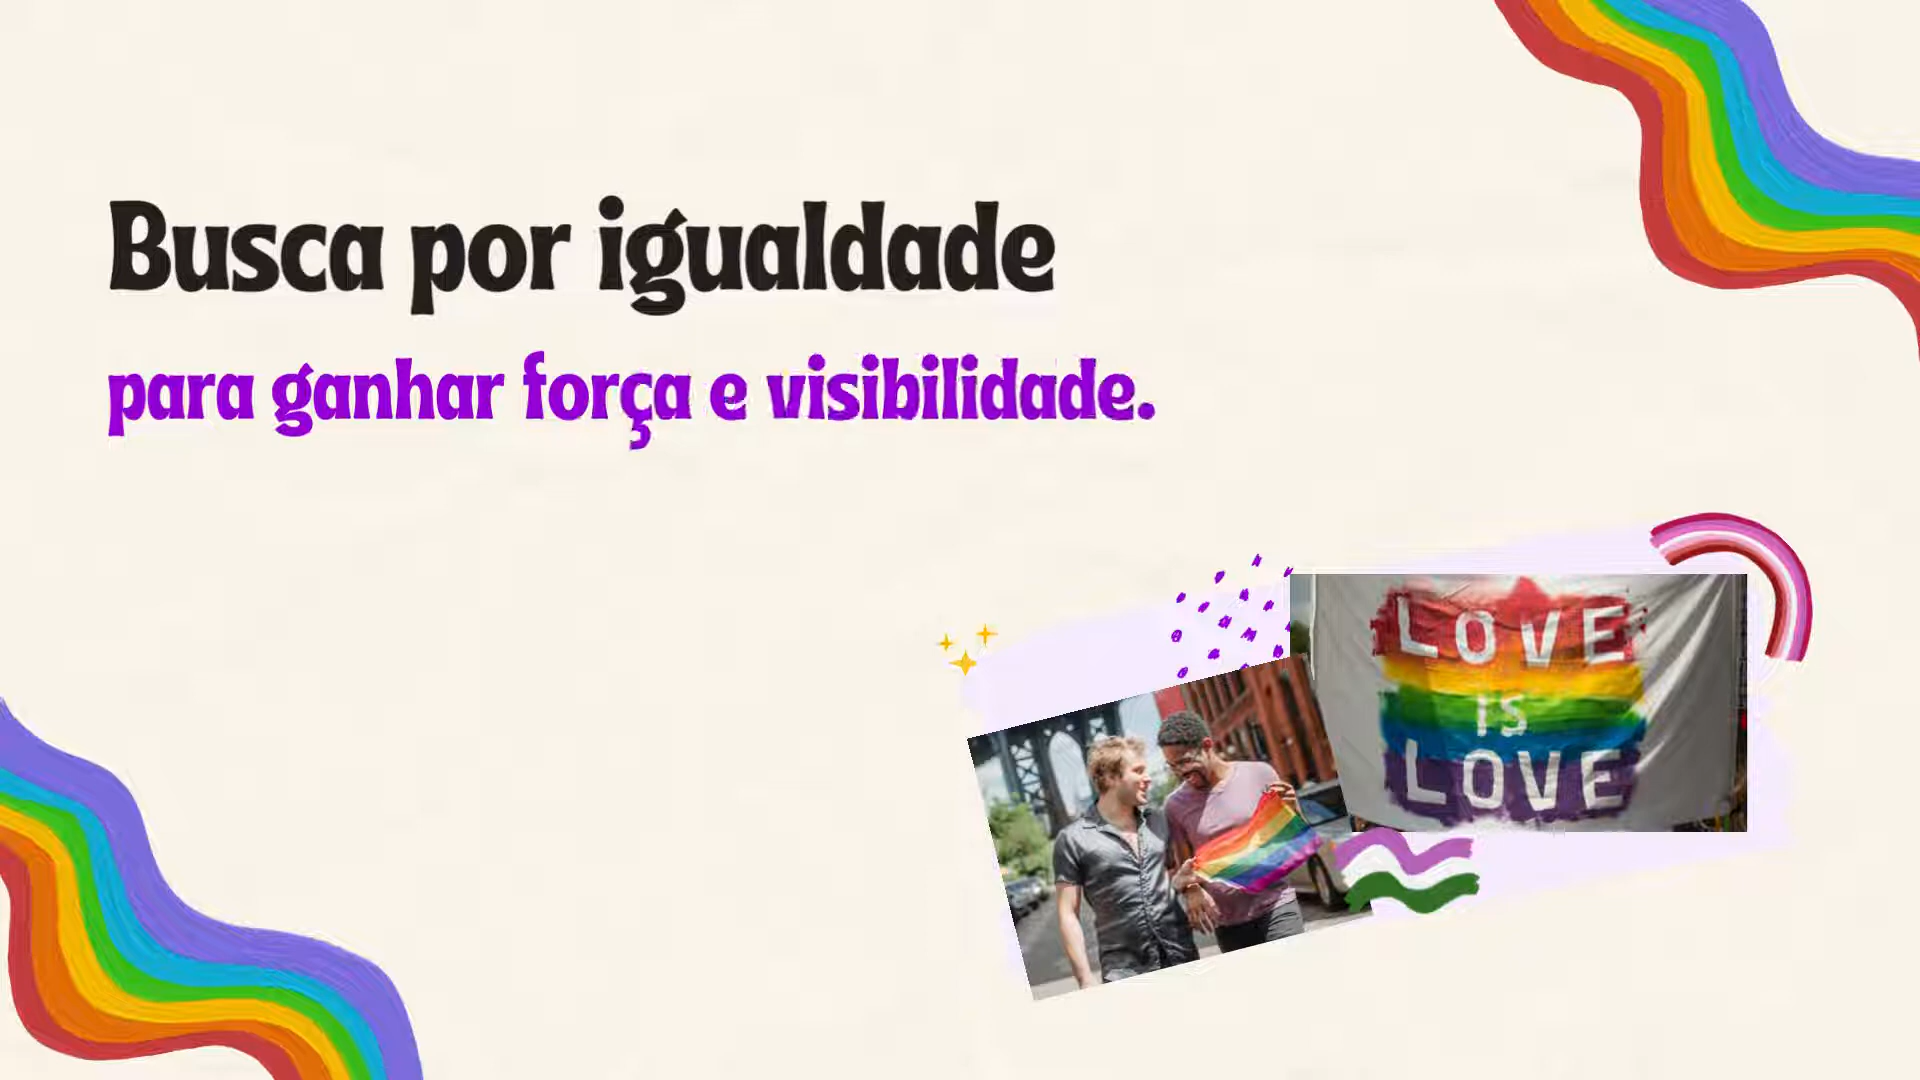 Busca por igualdade
para ganhar força e visibilidade.
LOVE
IS
LOVE